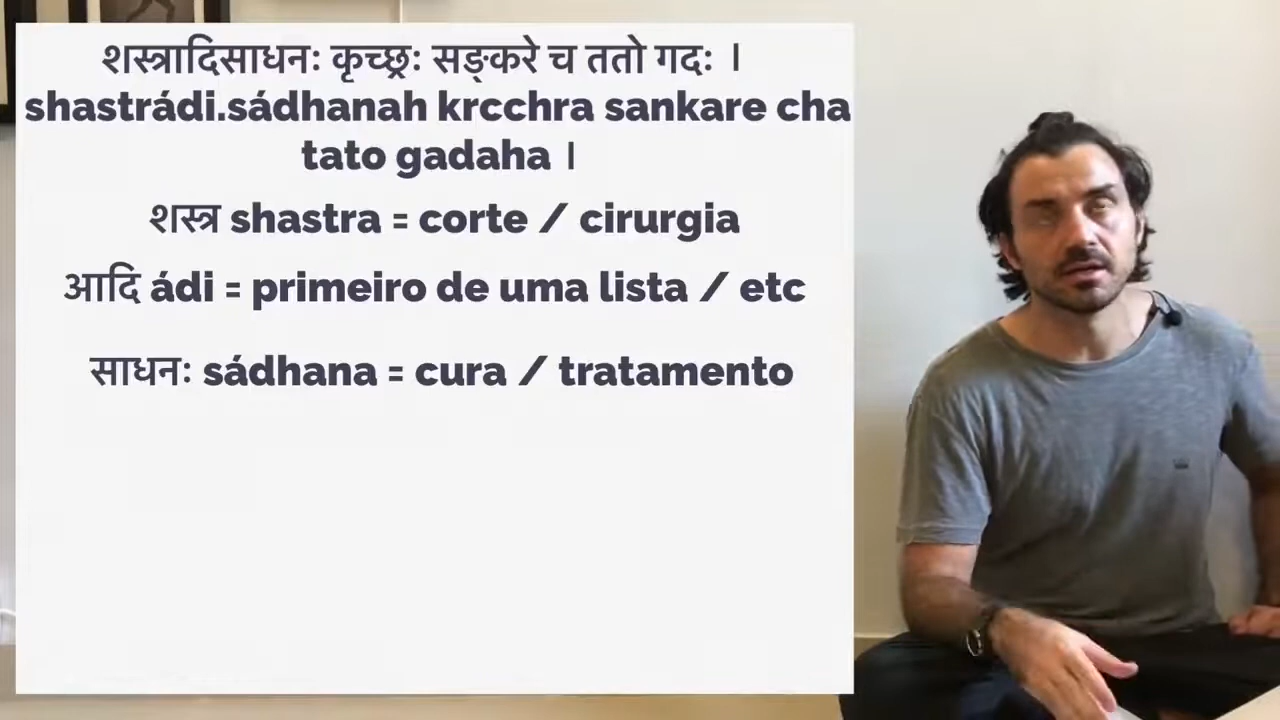 शस्त्रादिसाधनः कृच्छ्रः सङ्करे च ततो गदः ।
shastrádi.sádhanah krcchra sankare cha
tato gadaha ।
शस्त्र shastra = corte / cirurgia
आदि ádi = primeiro de uma lista / etc
साधनः sádhana = cura / tratamento